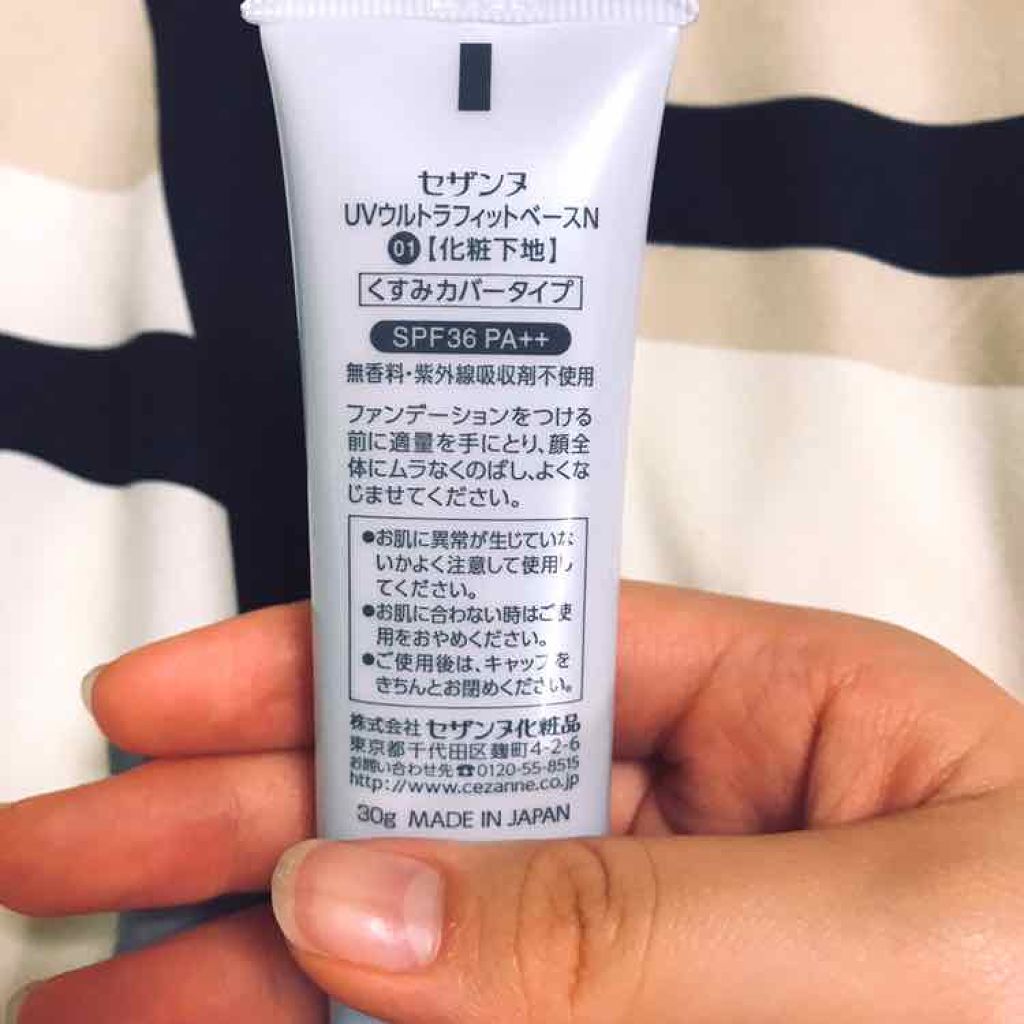 セザンヌ
UVウルトラフィットベースN
01【化粧下地】
くすみカバータイプ
SPF36 PA++
無香料・紫外線吸収剤不使用
ファンデーションをつける
前に適量を手にとり、顔全
体にムラなくのばし、よくな
じませてください。
●お肌に異常が生じていな
いかよく注意して使用し
てください。
●お肌に合わない時はご使
用をおやめください。
●ご使用後は、キャップを
きちんとお閉めください。
株式会社 セザンヌ化粧品
東京都千代田区麹町4-2-6
お問い合わせ先☎0120-55-8515
http://www.cezanne.co.jp
30g MADE IN JAPAN